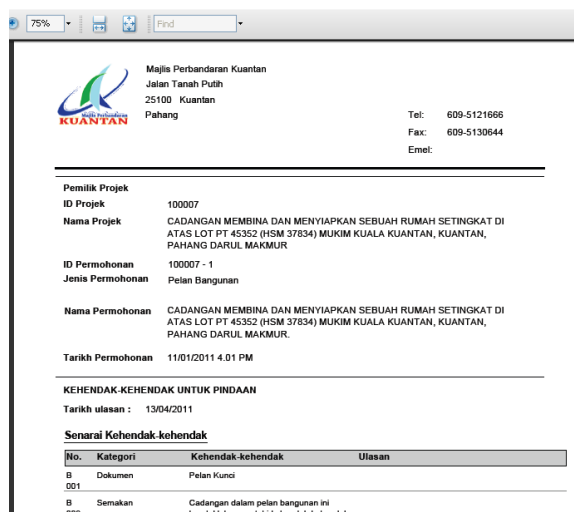 75%
Find
Majlis Perbandaran Kuantan
Jalan Tanah Putih
25100 Kuantan
Pahang
Tel: 609-5121666
Fax: 609-5130644
Emel:
Majlis Perbandaran
KUANTAN
Pemilik Projek
ID Projek 100007
Nama Projek CADANGAN MEMBINA DAN MENYIAPKAN SEBUAH RUMAH SETINGKAT DI
ATAS LOT PT 45352 (HSM 37834) MUKIM KUALA KUANTAN, KUANTAN,
PAHANG DARUL MAKMUR
ID Permohonan 100007 - 1
Jenis Permohonan Pelan Bangunan
Nama Permohonan CADANGAN MEMBINA DAN MENYIAPKAN SEBUAH RUMAH SETINGKAT DI
ATAS LOT PT 45352 (HSM 37834) MUKIM KUALA KUANTAN, KUANTAN,
PAHANG DARUL MAKMUR.
Tarikh Permohonan 11/01/2011 4.01 PM
KEHENDAK-KEHENDAK UNTUK PINDAAN
Tarikh ulasan : 13/04/2011
Senarai Kehendak-kehendak
No. Kategori Kehendak-kehendak Ulasan
B Dokumen Pelan Kunci
001
B Semakan Cadangan dalam pelan bangunan ini